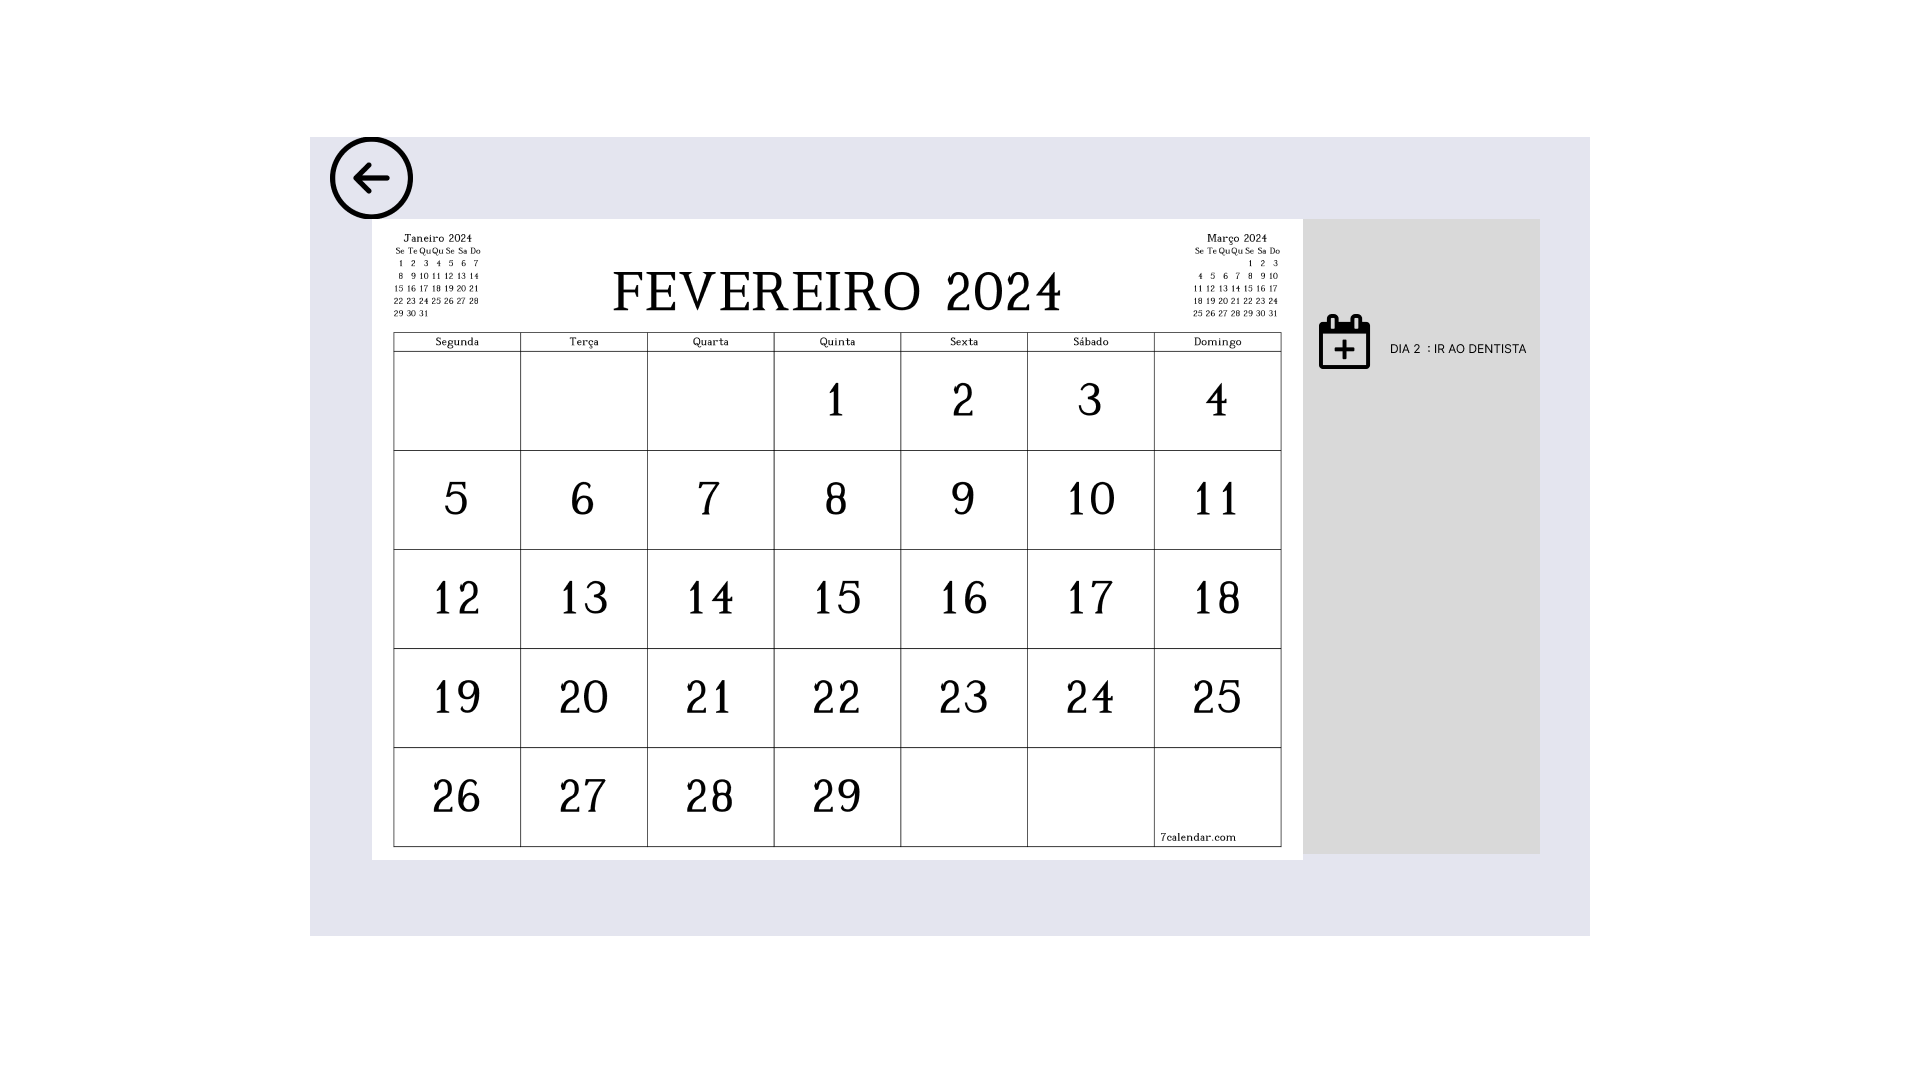 Janeiro 2024
Se Te Qu Qu Se Sa Do
1 2 3 4 5 6 7
8 9 10 11 12 13 14
15 16 17 18 19 20 21
22 23 24 25 26 27 28
29 30 31
FEVEREIRO 2024
Março 2024
Se Te Qu Qu Se Sa Do
1 2 3
4 5 6 7 8 9 10
11 12 13 14 15 16 17
18 19 20 21 22 23 24
25 26 27 28 29 30 31
Segunda Terça Quarta Quinta Sexta Sábado Domingo
1 2 3 4
5 6 7 8 9 10 11
12 13 14 15 16 17 18
19 20 21 22 23 24 25
26 27 28 29
7calendar.com
DIA 2 : IR AO DENTISTA